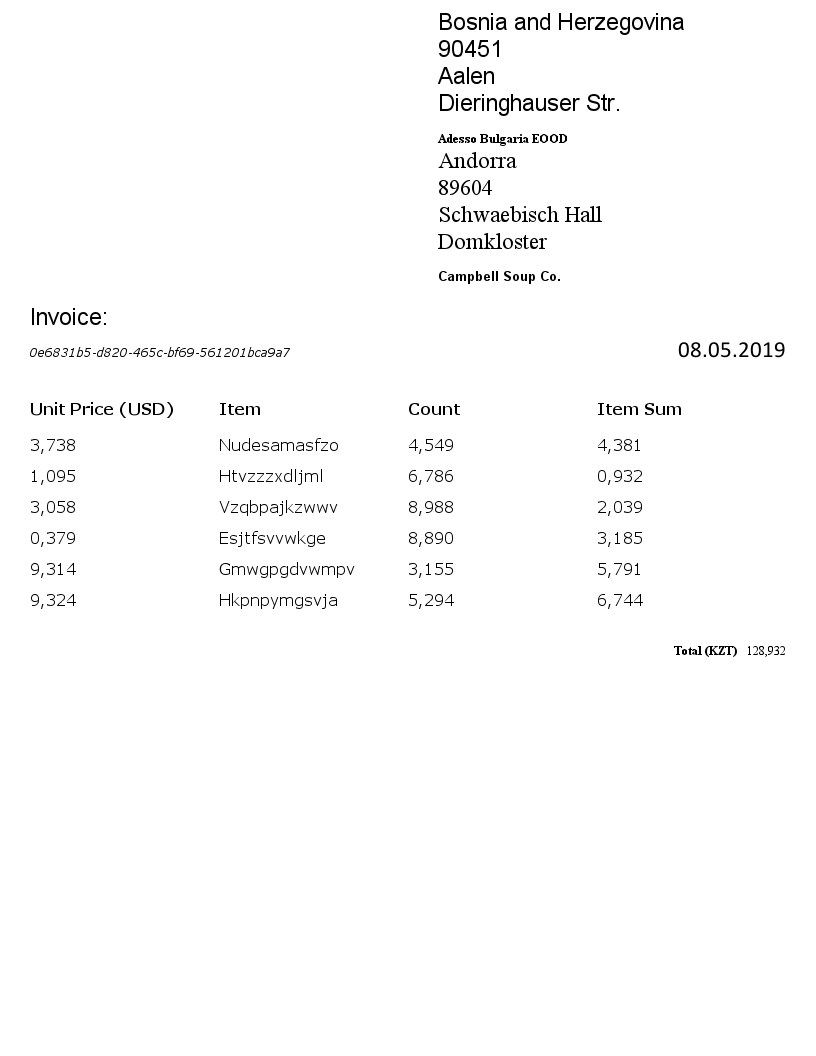 Bosnia and Herzegovina
90451
Aalen
Dieringhauser Str.
Adesso Bulgaria EOOD
Andorra
89604
Schwaebisch Hall
Domkloster
Campbell Soup Co.
Invoice:
0e6831b5-d820-465c-bf69-561201bca9a7 08.05.2019
Unit Price (USD) Item Count Item Sum
3,738 Nudesamasfzo 4,549 4,381
1,095 Htvzzzxdljml 6,786 0,932
3,058 Vzqbpajkzwwv 8,988 2,039
0,379 Esjtfsvvwkge 8,890 3,185
9,314 Gmwgpgdvwmpv 3,155 5,791
9,324 Hkpnpymgsvja 5,294 6,744
Total (KZT) 128,932